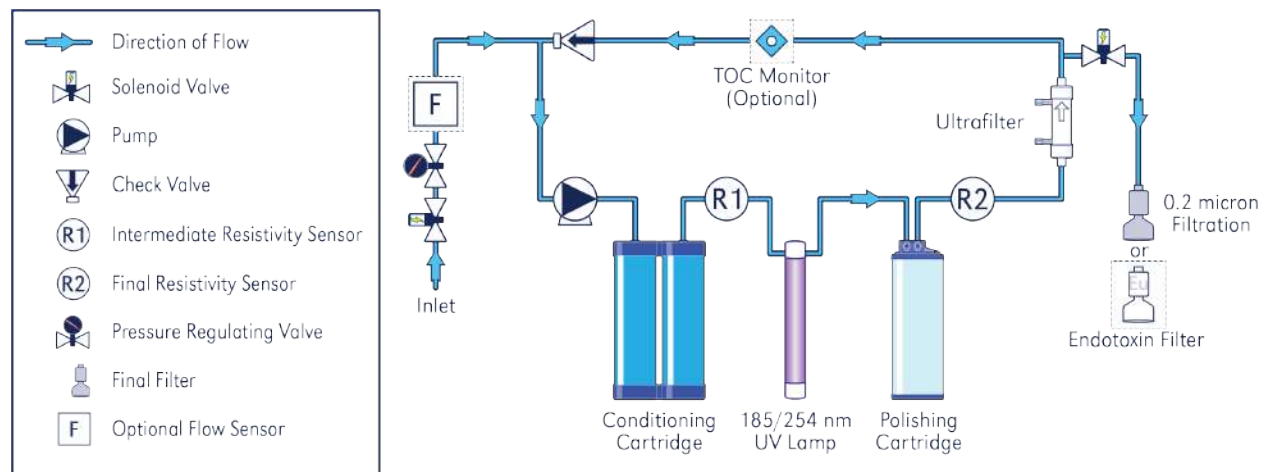 Direction of Flow
Solenoid Valve
Pump
Check Valve
R1
Intermediate Resistivity Sensor
R2
Final Resistivity Sensor
Pressure Regulating Valve
Final Filter
F
Optional Flow Sensor
F
Inlet
TOC Monitor
(Optional)
Ultrafilter
R1
R2
Conditioning
Cartridge
185/254 nm
UV Lamp
Polishing
Cartridge
0.2 micron
Filtration
or
Eu
Endotoxin Filter